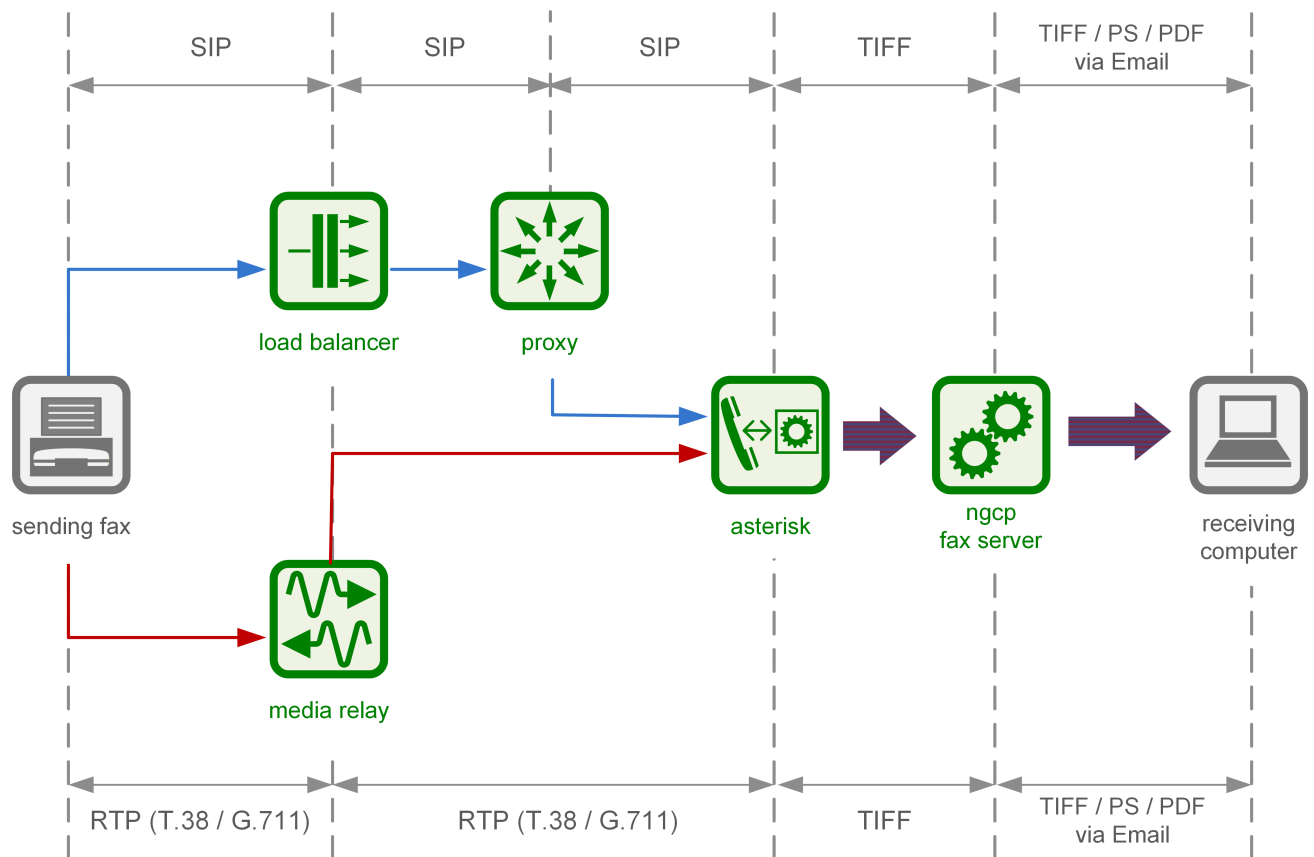 SIP
SIP
SIP
TIFF
TIFF / PS / PDF
via Email
load balancer
proxy
sending fax
asterisk
ngcp
fax server
receiving
computer
media relay
RTP (T.38 / G.711)
RTP (T.38 / G.711)
TIFF
TIFF / PS / PDF
via Email